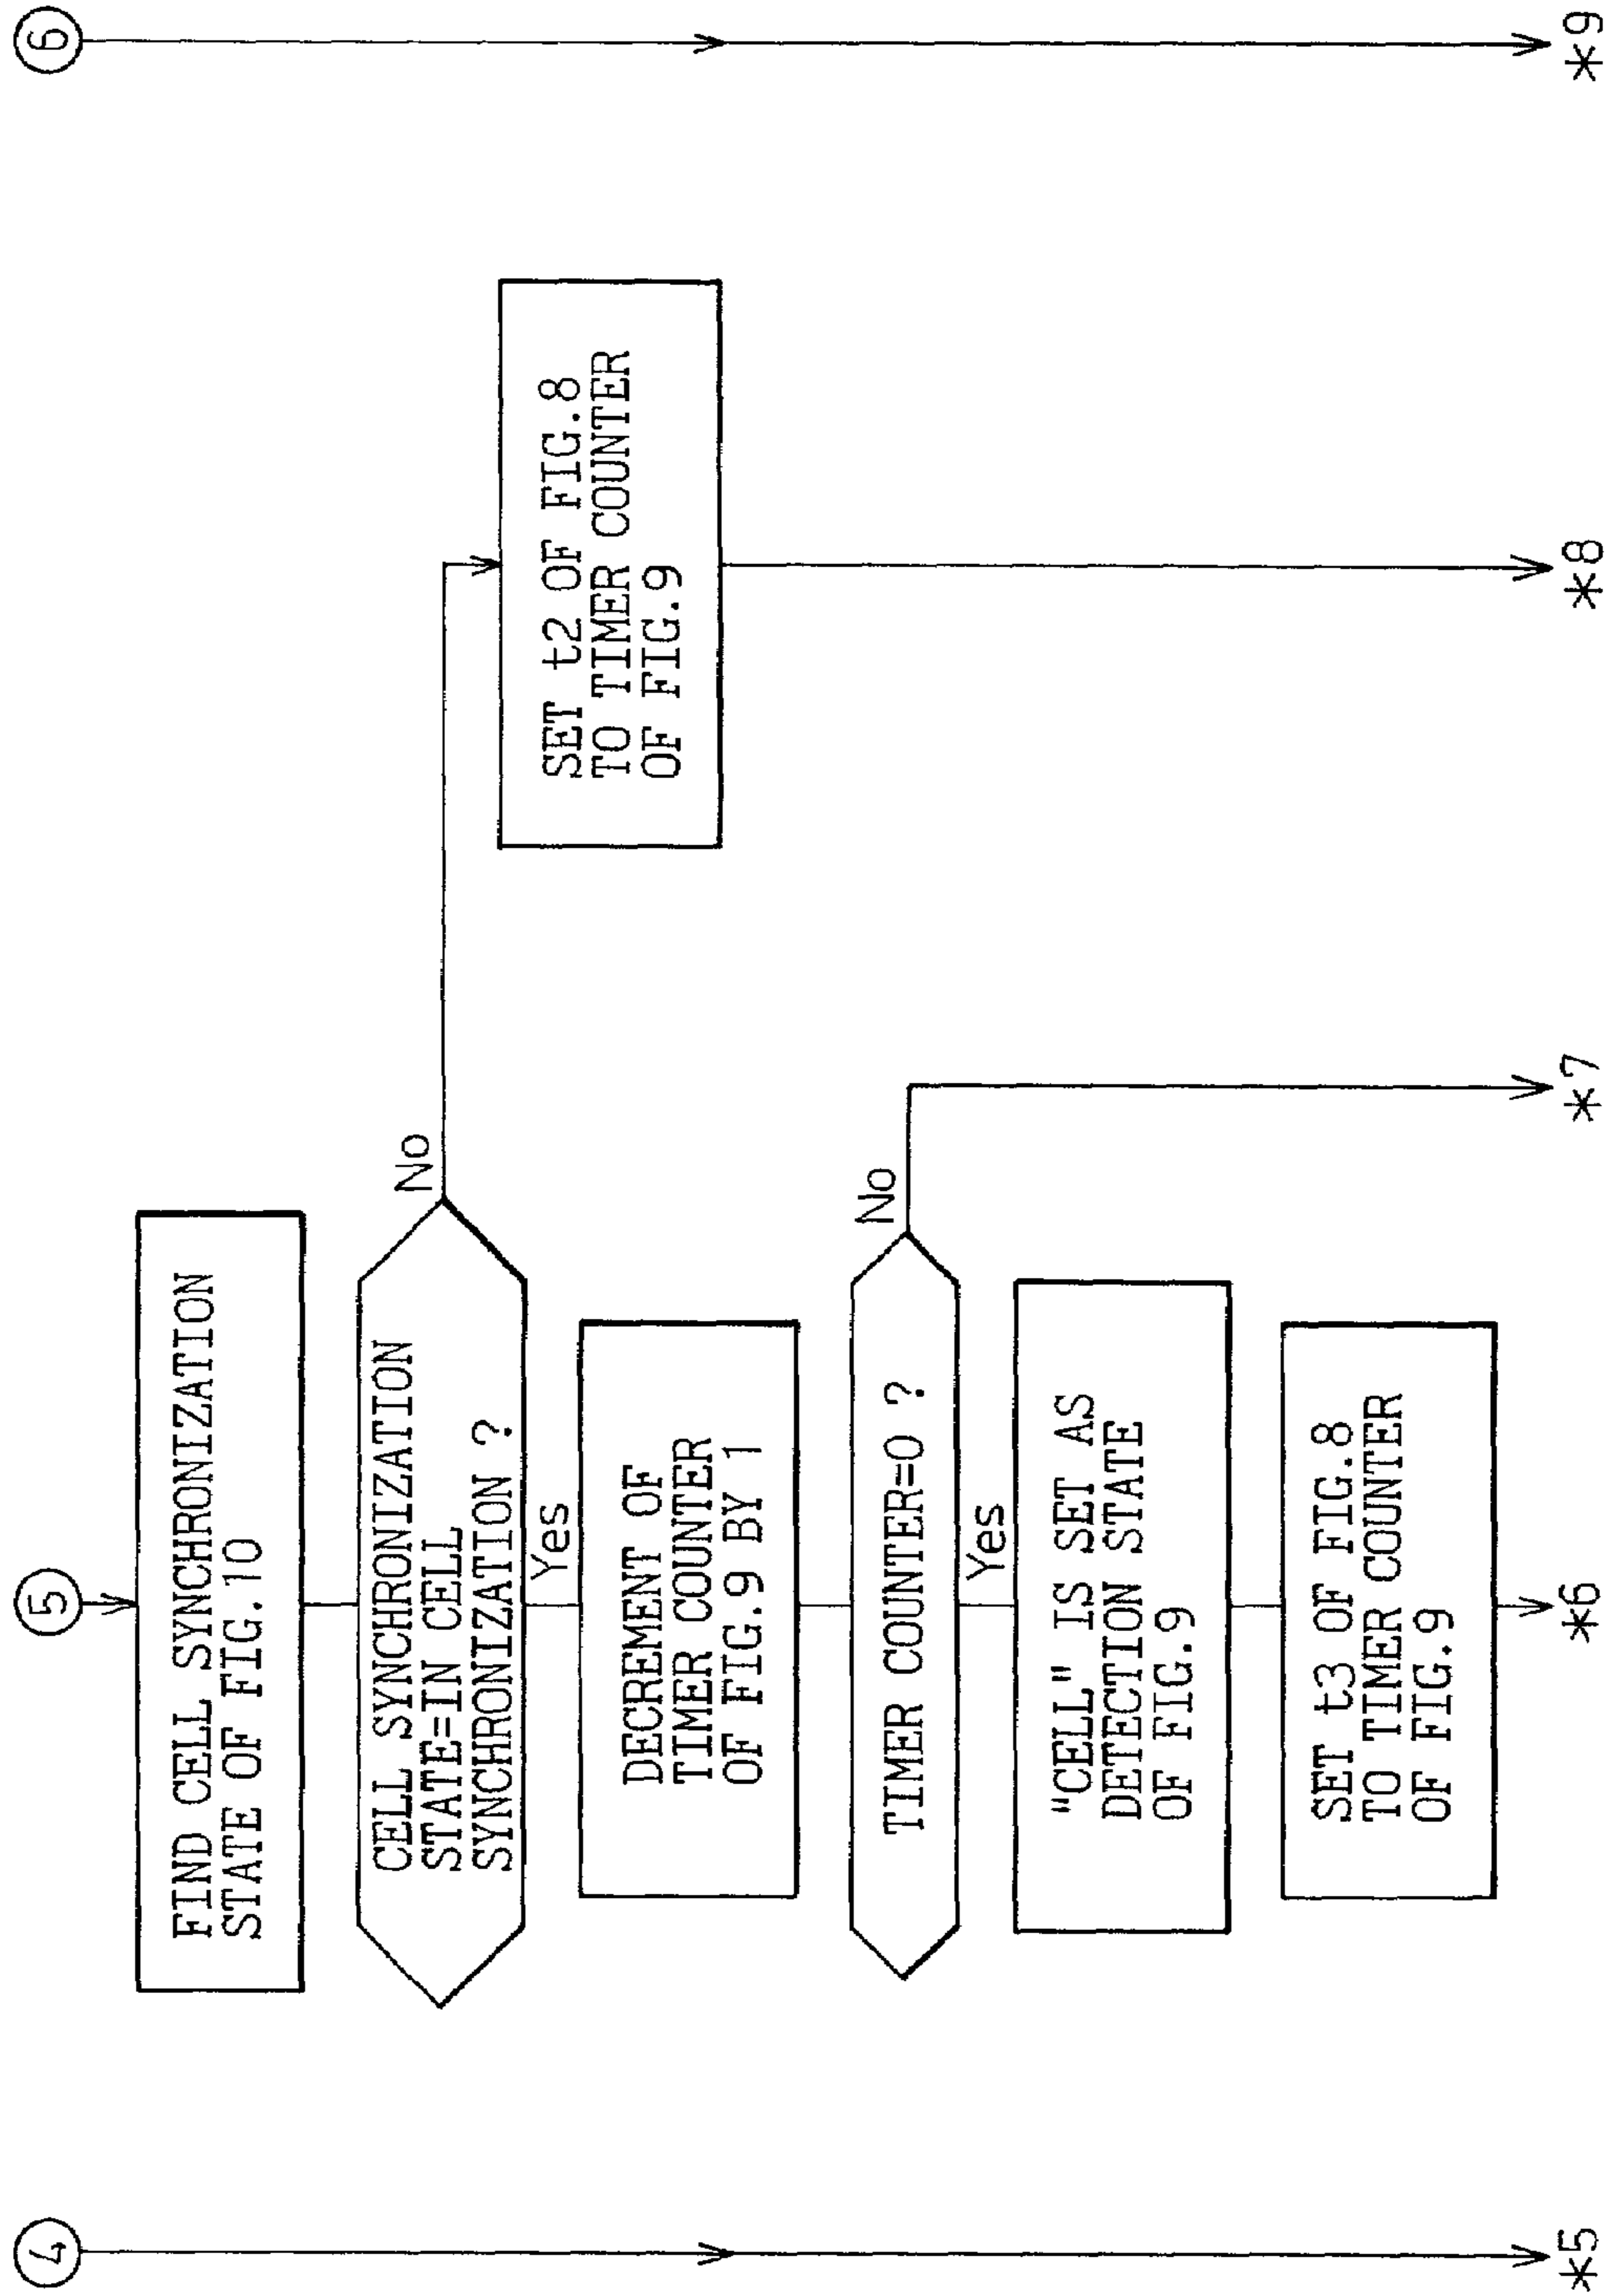 4
5
6
FIND CELL SYNCHRONIZATION
STATE OF FIG.10
CELL SYNCHRONIZATION
STATE=IN CELL
SYNCHRONIZATION ?
No
Yes
SET t2 OF FIG.8
TO TIMER COUNTER
OF FIG.9
DECREMENT OF
TIMER COUNTER
OF FIG.9 BY 1
TIMER COUNTER=0 ?
No
Yes
"CELL" IS SET AS
DETECTION STATE
OF FIG.9
SET t3 OF FIG.8
TO TIMER COUNTER
OF FIG.9
*5
*6
*7
*8
*9